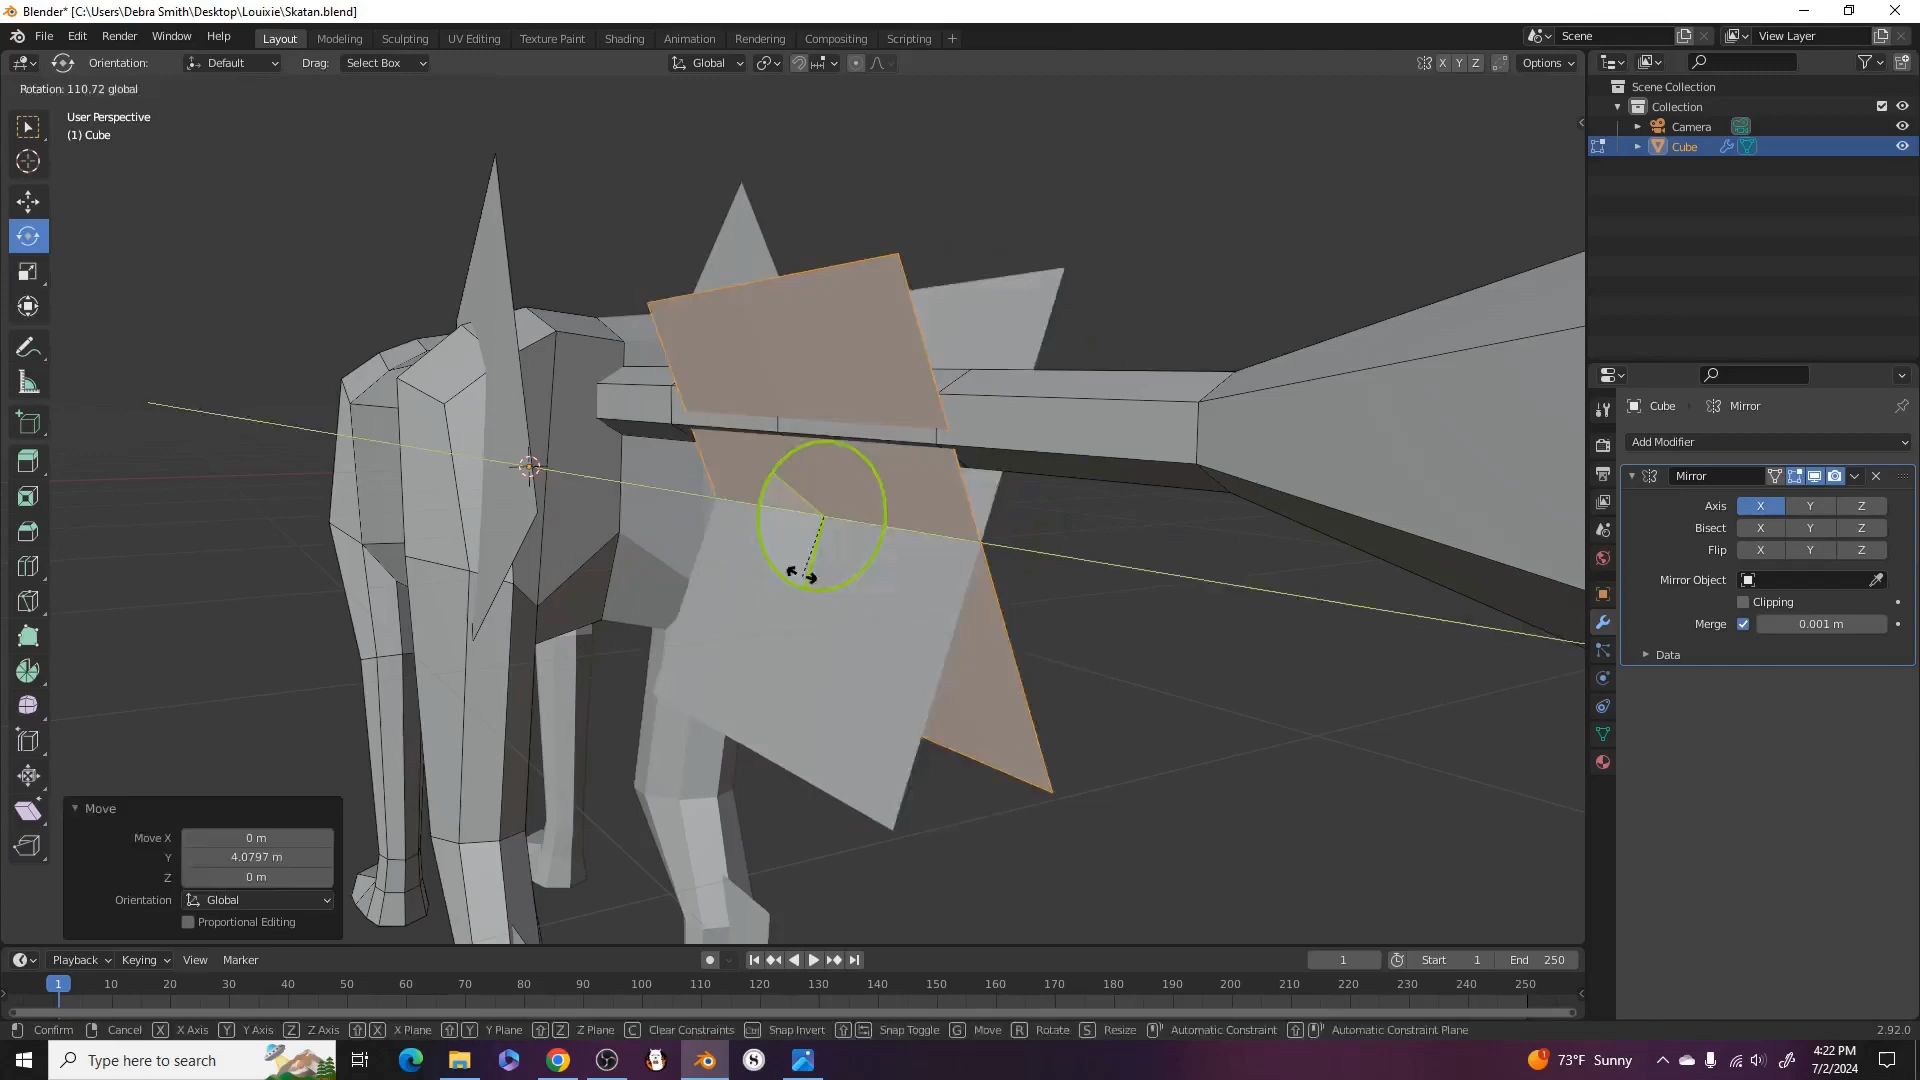 Blender* [C:\Users\Debra Smith\Desktop\Louixie\Skatan.blend]
File Edit Render Window Help
Layout Modeling Sculpting UV Editing Texture Paint Shading Animation Rendering Compositing Scripting +
Scene
View Layer
Orientation: Default Drag: Select Box
Global
X Y Z
Options
Rotation: 110.72 global
User Perspective
(1) Cube
Scene Collection
Collection
Camera
Cube
Cube Mirror
Add Modifier
Mirror
Axis X Y Z
Bisect X Y Z
Flip X Y Z
Mirror Object
Clipping
Merge 0.001 m
Data
Move
Move X 0 m
Y 4.0797 m
Z 0 m
Orientation Global
Proportional Editing
Playback Keying View Marker
1 Start 1 End 250
1 10 20 30 40 50 60 70 80 90 100 110 120 130 140 150 160 170 180 190 200 210 220 230 240 250
Confirm Cancel X X Axis Y Y Axis Z Z Axis X X Plane Y Y Plane Z Z Plane C Clear Constraints Ctrl Snap Invert Snap Toggle G Move R Rotate S Resize Automatic Constraint Automatic Constraint Plane 2.92.0
Type here to search
1
73°F Sunny
4:22 PM
7/2/2024